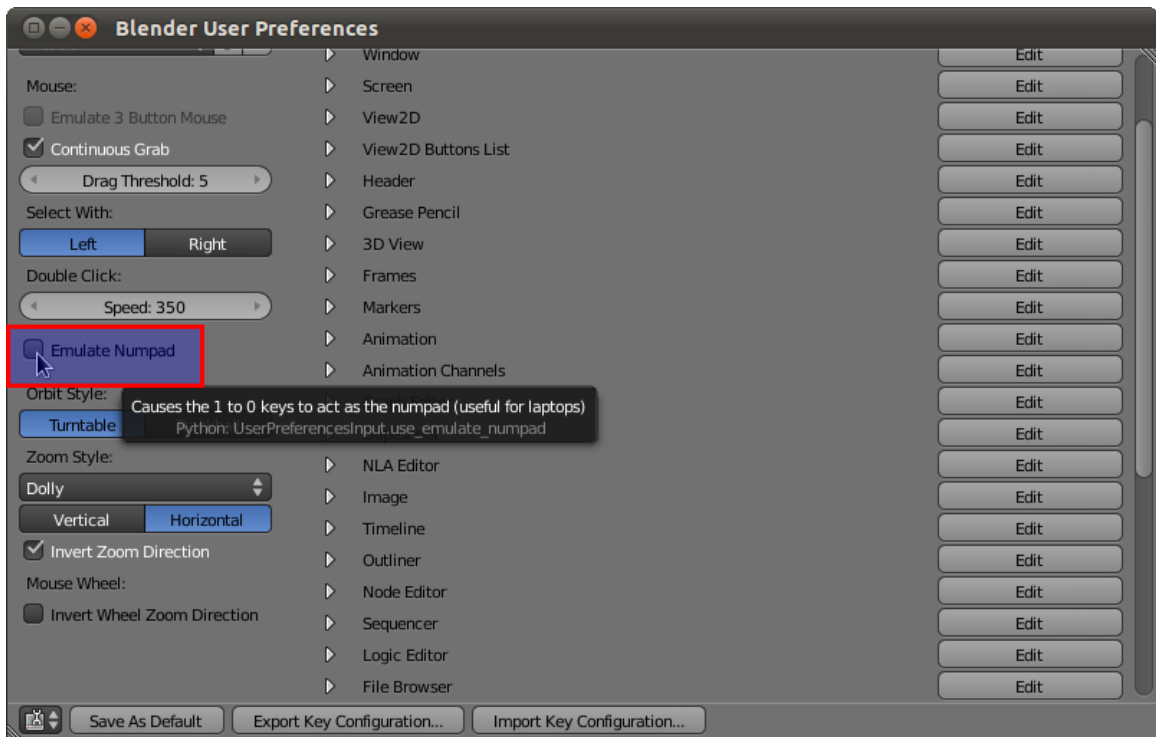 Blender User Preferences
Mouse:
Emulate 3 Button Mouse
Continuous Grab
Drag Threshold: 5
Select With:
Left Right
Double Click:
Speed: 350
Emulate Numpad
Orbit Style:
Turntable
Zoom Style:
Dolly
Vertical Horizontal
Invert Zoom Direction
Mouse Wheel:
Invert Wheel Zoom Direction
Causes the 1 to 0 keys to act as the numpad (useful for laptops)
Python: UserPreferencesInput.use_emulate_numpad
Window Edit
Screen Edit
View2D Edit
View2D Buttons List Edit
Header Edit
Grease Pencil Edit
3D View Edit
Frames Edit
Markers Edit
Animation Edit
Animation Channels Edit
Edit
Edit
NLA Editor Edit
Image Edit
Timeline Edit
Outliner Edit
Node Editor Edit
Sequencer Edit
Logic Editor Edit
File Browser Edit
Save As Default Export Key Configuration... Import Key Configuration...